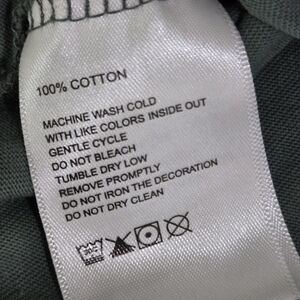 100% COTTON
MACHINE WASH COLD
WITH LIKE COLORS INSIDE OUT
GENTLE CYCLE
DO NOT BLEACH
TUMBLE DRY LOW
REMOVE PROMPTLY
DO NOT IRON THE DECORATION
DO NOT DRY CLEAN